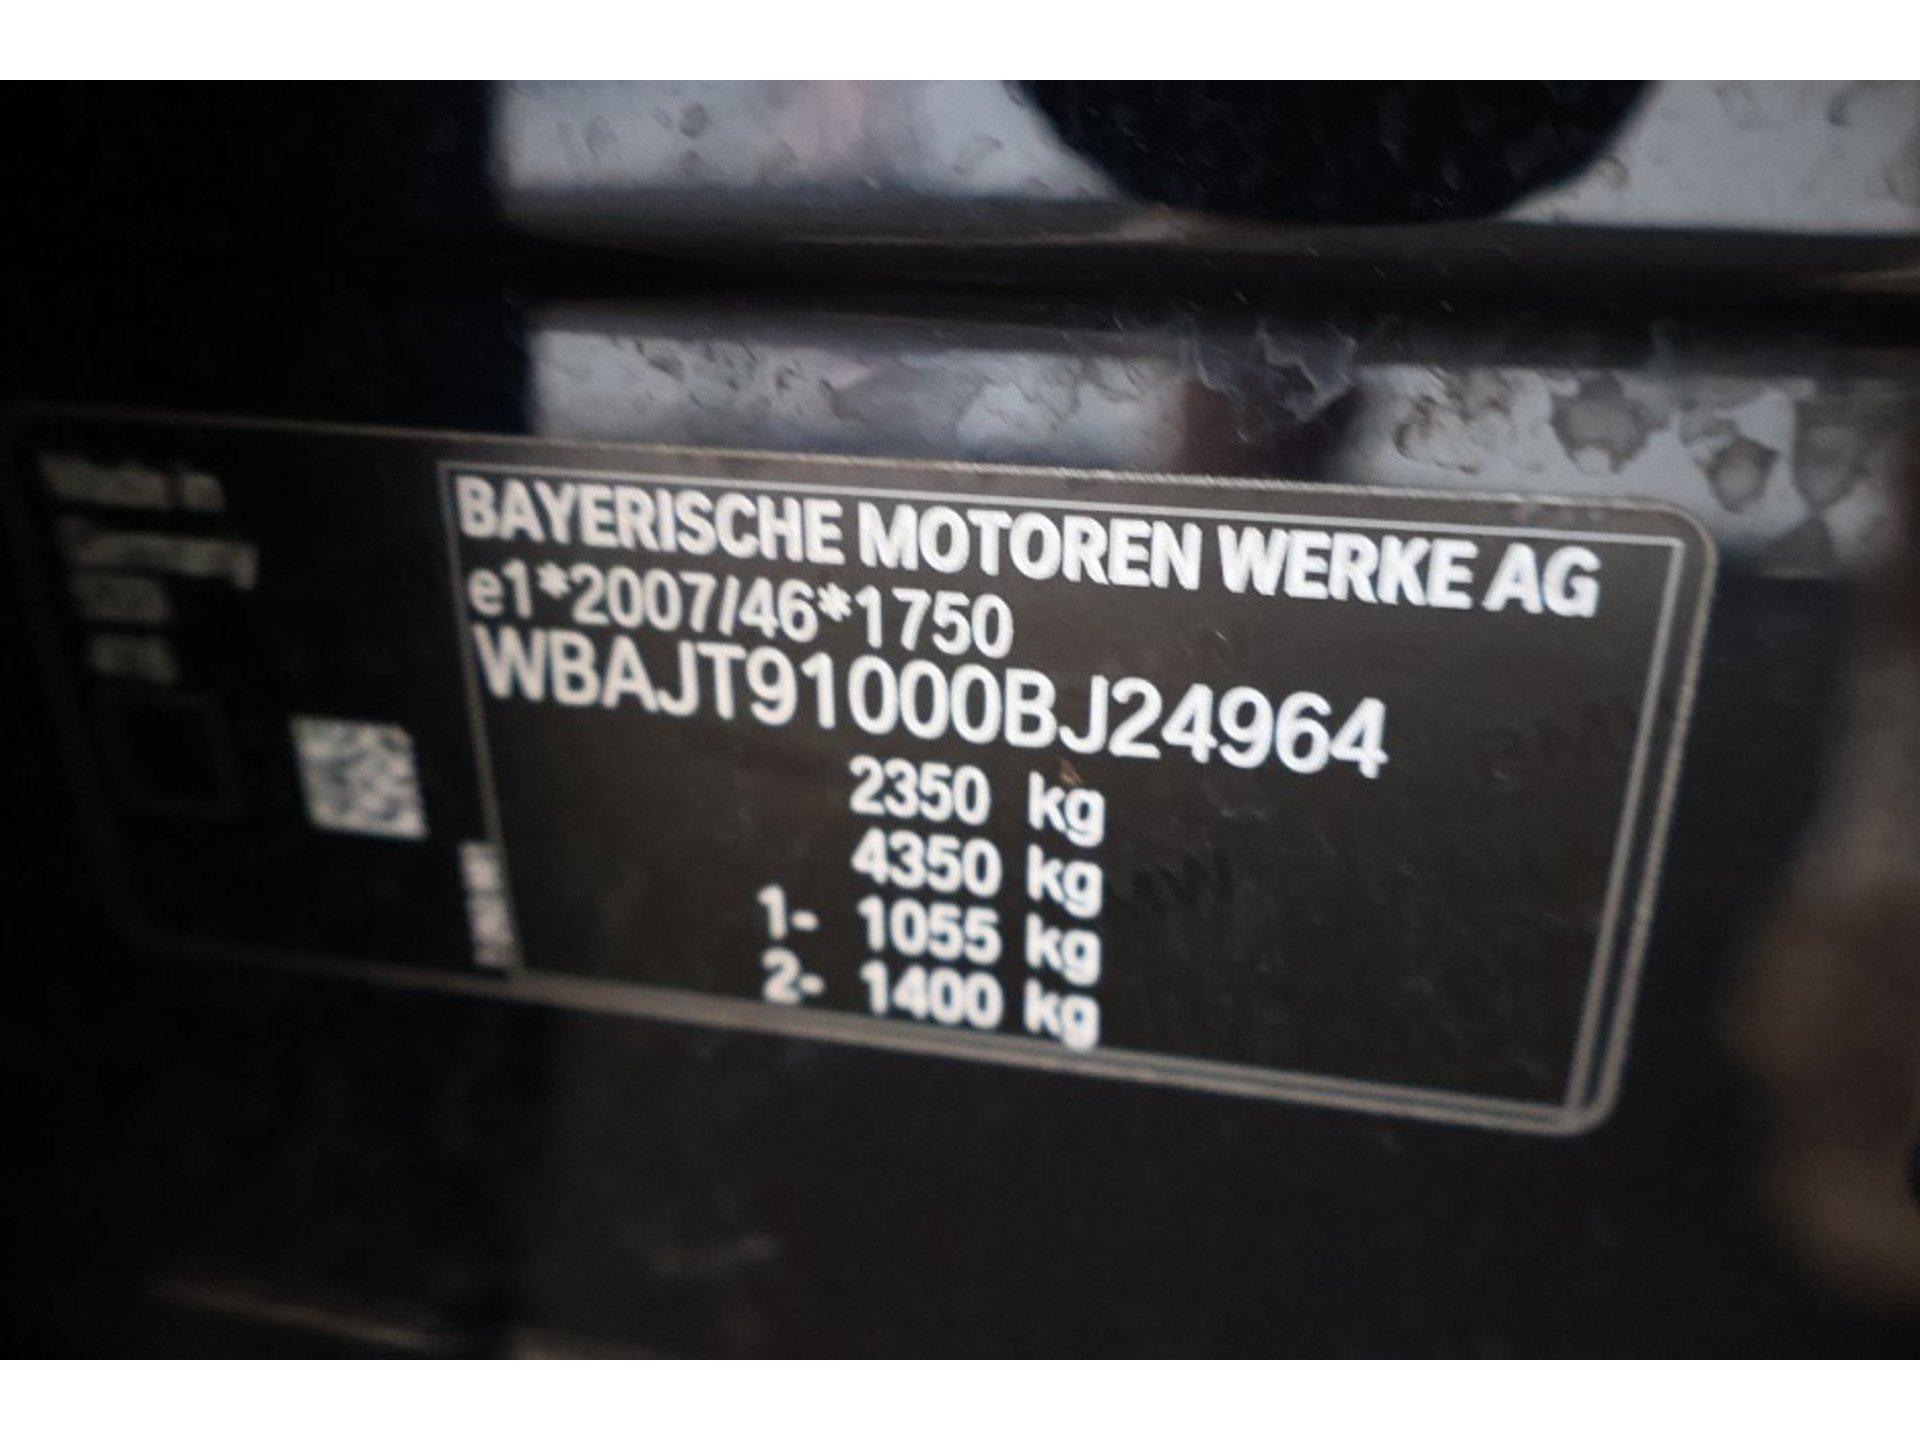 BAYERISCHE MOTOREN WERKE AG
e1*2007/46*1750
WBAJT91000BJ24964
2350 kg
4350 kg
1- 1055 kg
2- 1400 kg